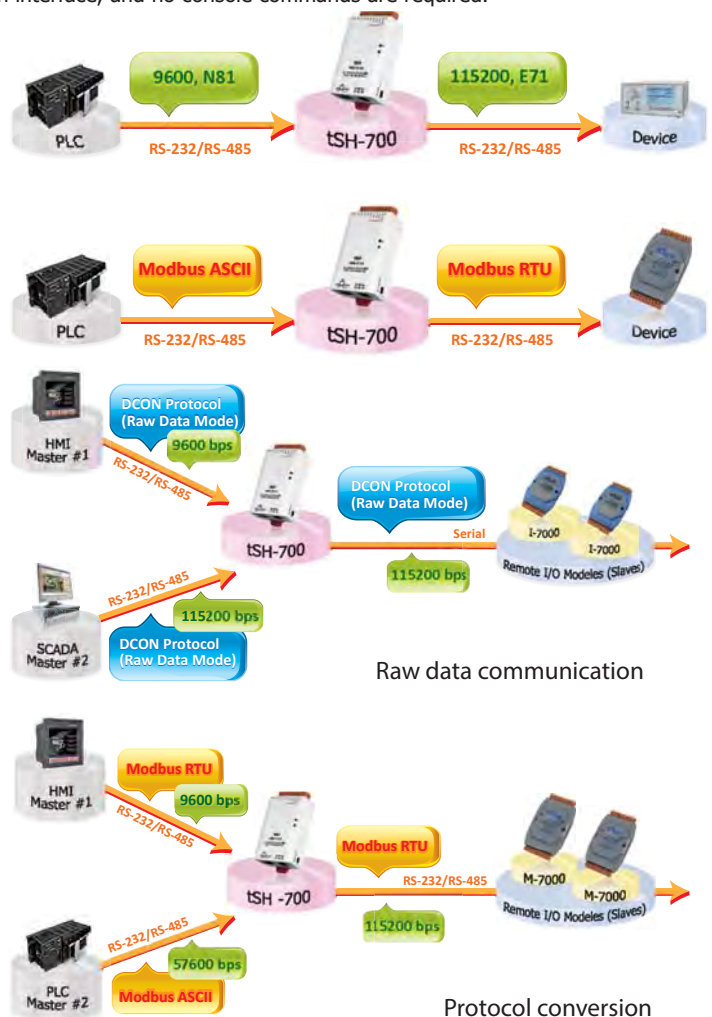 n interface, and no console commands are required.
9600, N81
115200, E71
PLC
RS-232/RS-485
tSH-700
RS-232/RS-485
Device
Modbus ASCII
Modbus RTU
PLC
RS-232/RS-485
tSH-700
RS-232/RS-485
Device
HMI
Master #1
DCON Protocol
(Raw Data Mode)
9600 bps
RS-232/RS-485
tSH-700
DCON Protocol
(Raw Data Mode)
Serial
115200 bps
I-7000
I-7000
Remote I/O Modeles (Slaves)
SCADA
Master #2
RS-232/RS-485
115200 bps
DCON Protocol
(Raw Data Mode)
Raw data communication
HMI
Master #1
Modbus RTU
9600 bps
RS-232/RS-485
tSH -700
Modbus RTU
RS-232/RS-485
115200 bps
M-7000
M-7000
Remote I/O Modeles (Slaves)
PLC
Master #2
RS-232/RS-485
57600 bps
Modbus ASCII
Protocol conversion